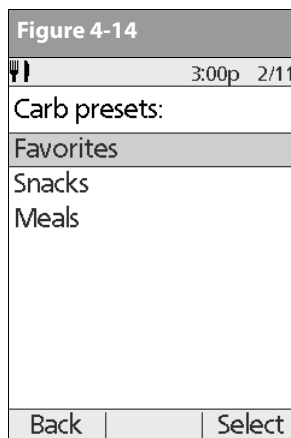 Figure 4-14
3:00p 2/11
Carb presets:
Favorites
Snacks
Meals
Back Select